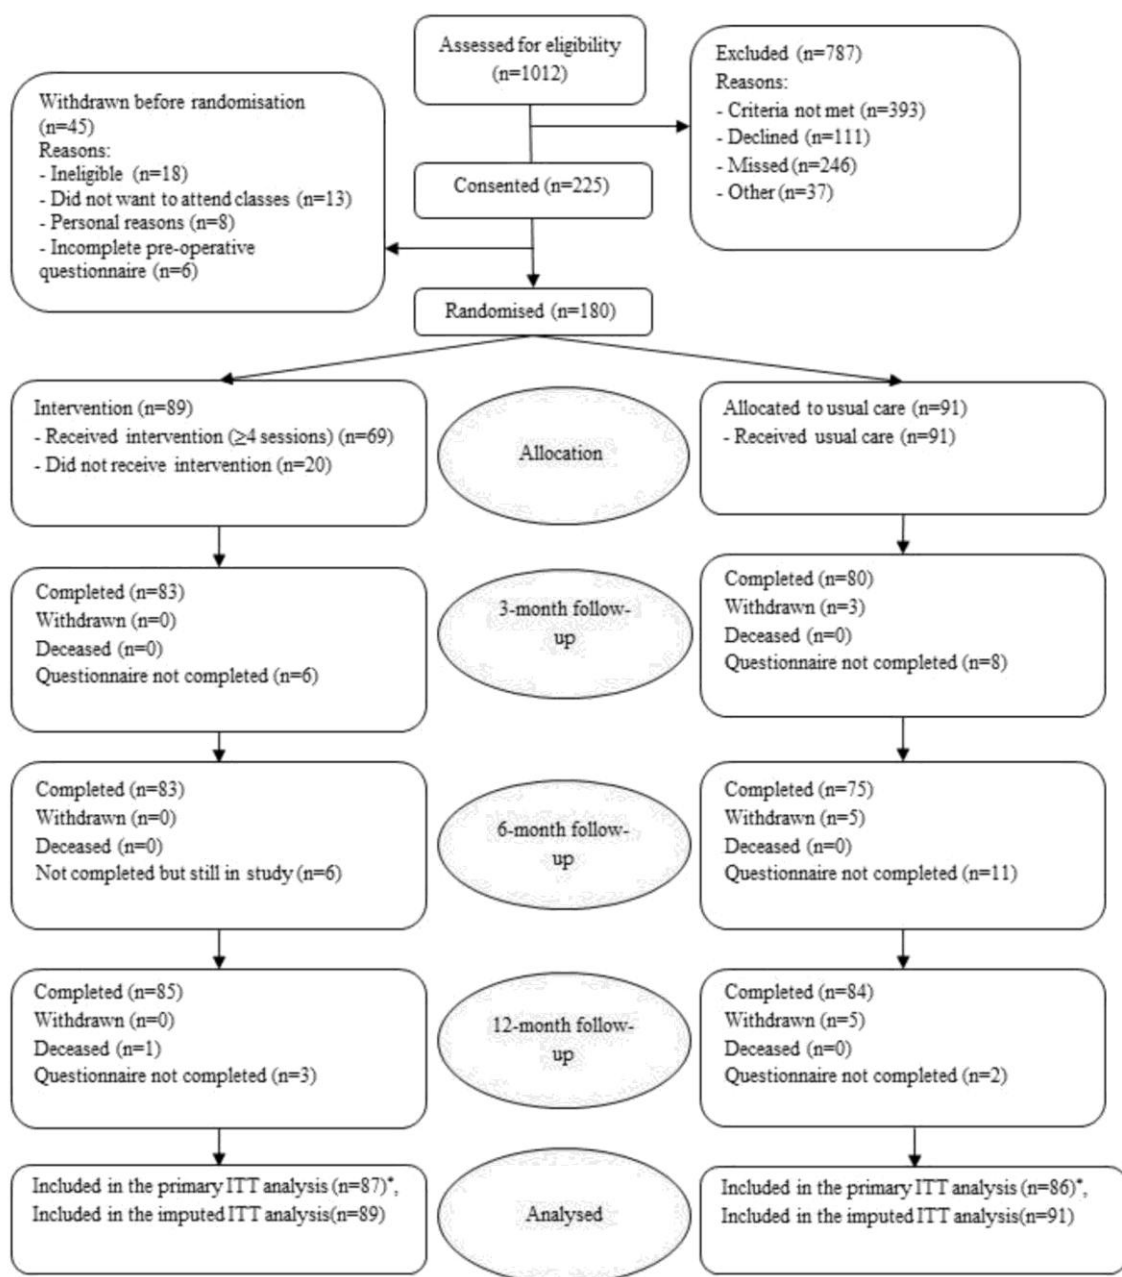 Assessed for eligibility
(n=1012)
Excluded (n=787)
Reasons:
- Criteria not met (n=393)
- Declined (n=111)
- Missed (n=246)
- Other (n=37)
Withdrawn before randomisation
(n=45)
Reasons:
- Ineligible (n=18)
- Did not want to attend classes (n=13)
- Personal reasons (n=8)
- Incomplete pre-operative
questionnaire (n=6)
Consented (n=225)
Randomised (n=180)
Intervention (n=89)
- Received intervention (≥4 sessions) (n=69)
- Did not receive intervention (n=20)
Allocation
Allocated to usual care (n=91)
- Received usual care (n=91)
Completed (n=83)
Withdrawn (n=0)
Deceased (n=0)
Questionnaire not completed (n=6)
3-month follow-
up
Completed (n=80)
Withdrawn (n=3)
Deceased (n=0)
Questionnaire not completed (n=8)
Completed (n=83)
Withdrawn (n=0)
Deceased (n=0)
Not completed but still in study (n=6)
6-month follow-
up
Completed (n=75)
Withdrawn (n=5)
Deceased (n=0)
Questionnaire not completed (n=11)
Completed (n=85)
Withdrawn (n=0)
Deceased (n=1)
Questionnaire not completed (n=3)
12-month follow-
up
Completed (n=84)
Withdrawn (n=5)
Deceased (n=0)
Questionnaire not completed (n=2)
Included in the primary ITT analysis (n=87)*,
Included in the imputed ITT analysis(n=89)
Analysed
Included in the primary ITT analysis (n=86)*,
Included in the imputed ITT analysis(n=91)